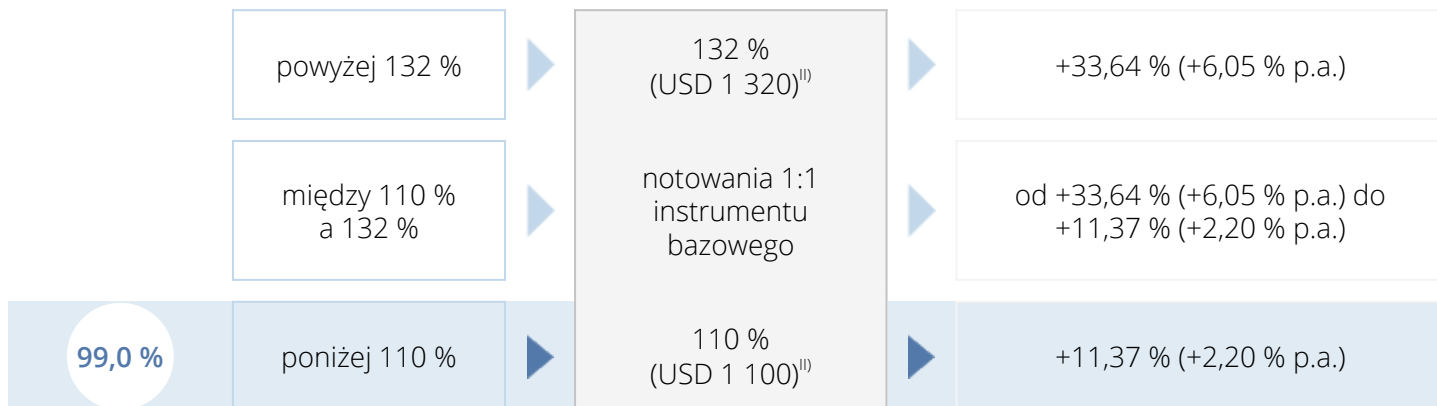 powyżej 132 %
132 %
(USD 1 320)II)
+33,64 % (+6,05 % p.a.)
między 110 %
a 132 %
notowania 1:1
instrumentu
bazowego
od +33,64 % (+6,05 % p.a.) do
+11,37 % (+2,20 % p.a.)
99,0 %
poniżej 110 %
110 %
(USD 1 100)II)
+11,37 % (+2,20 % p.a.)